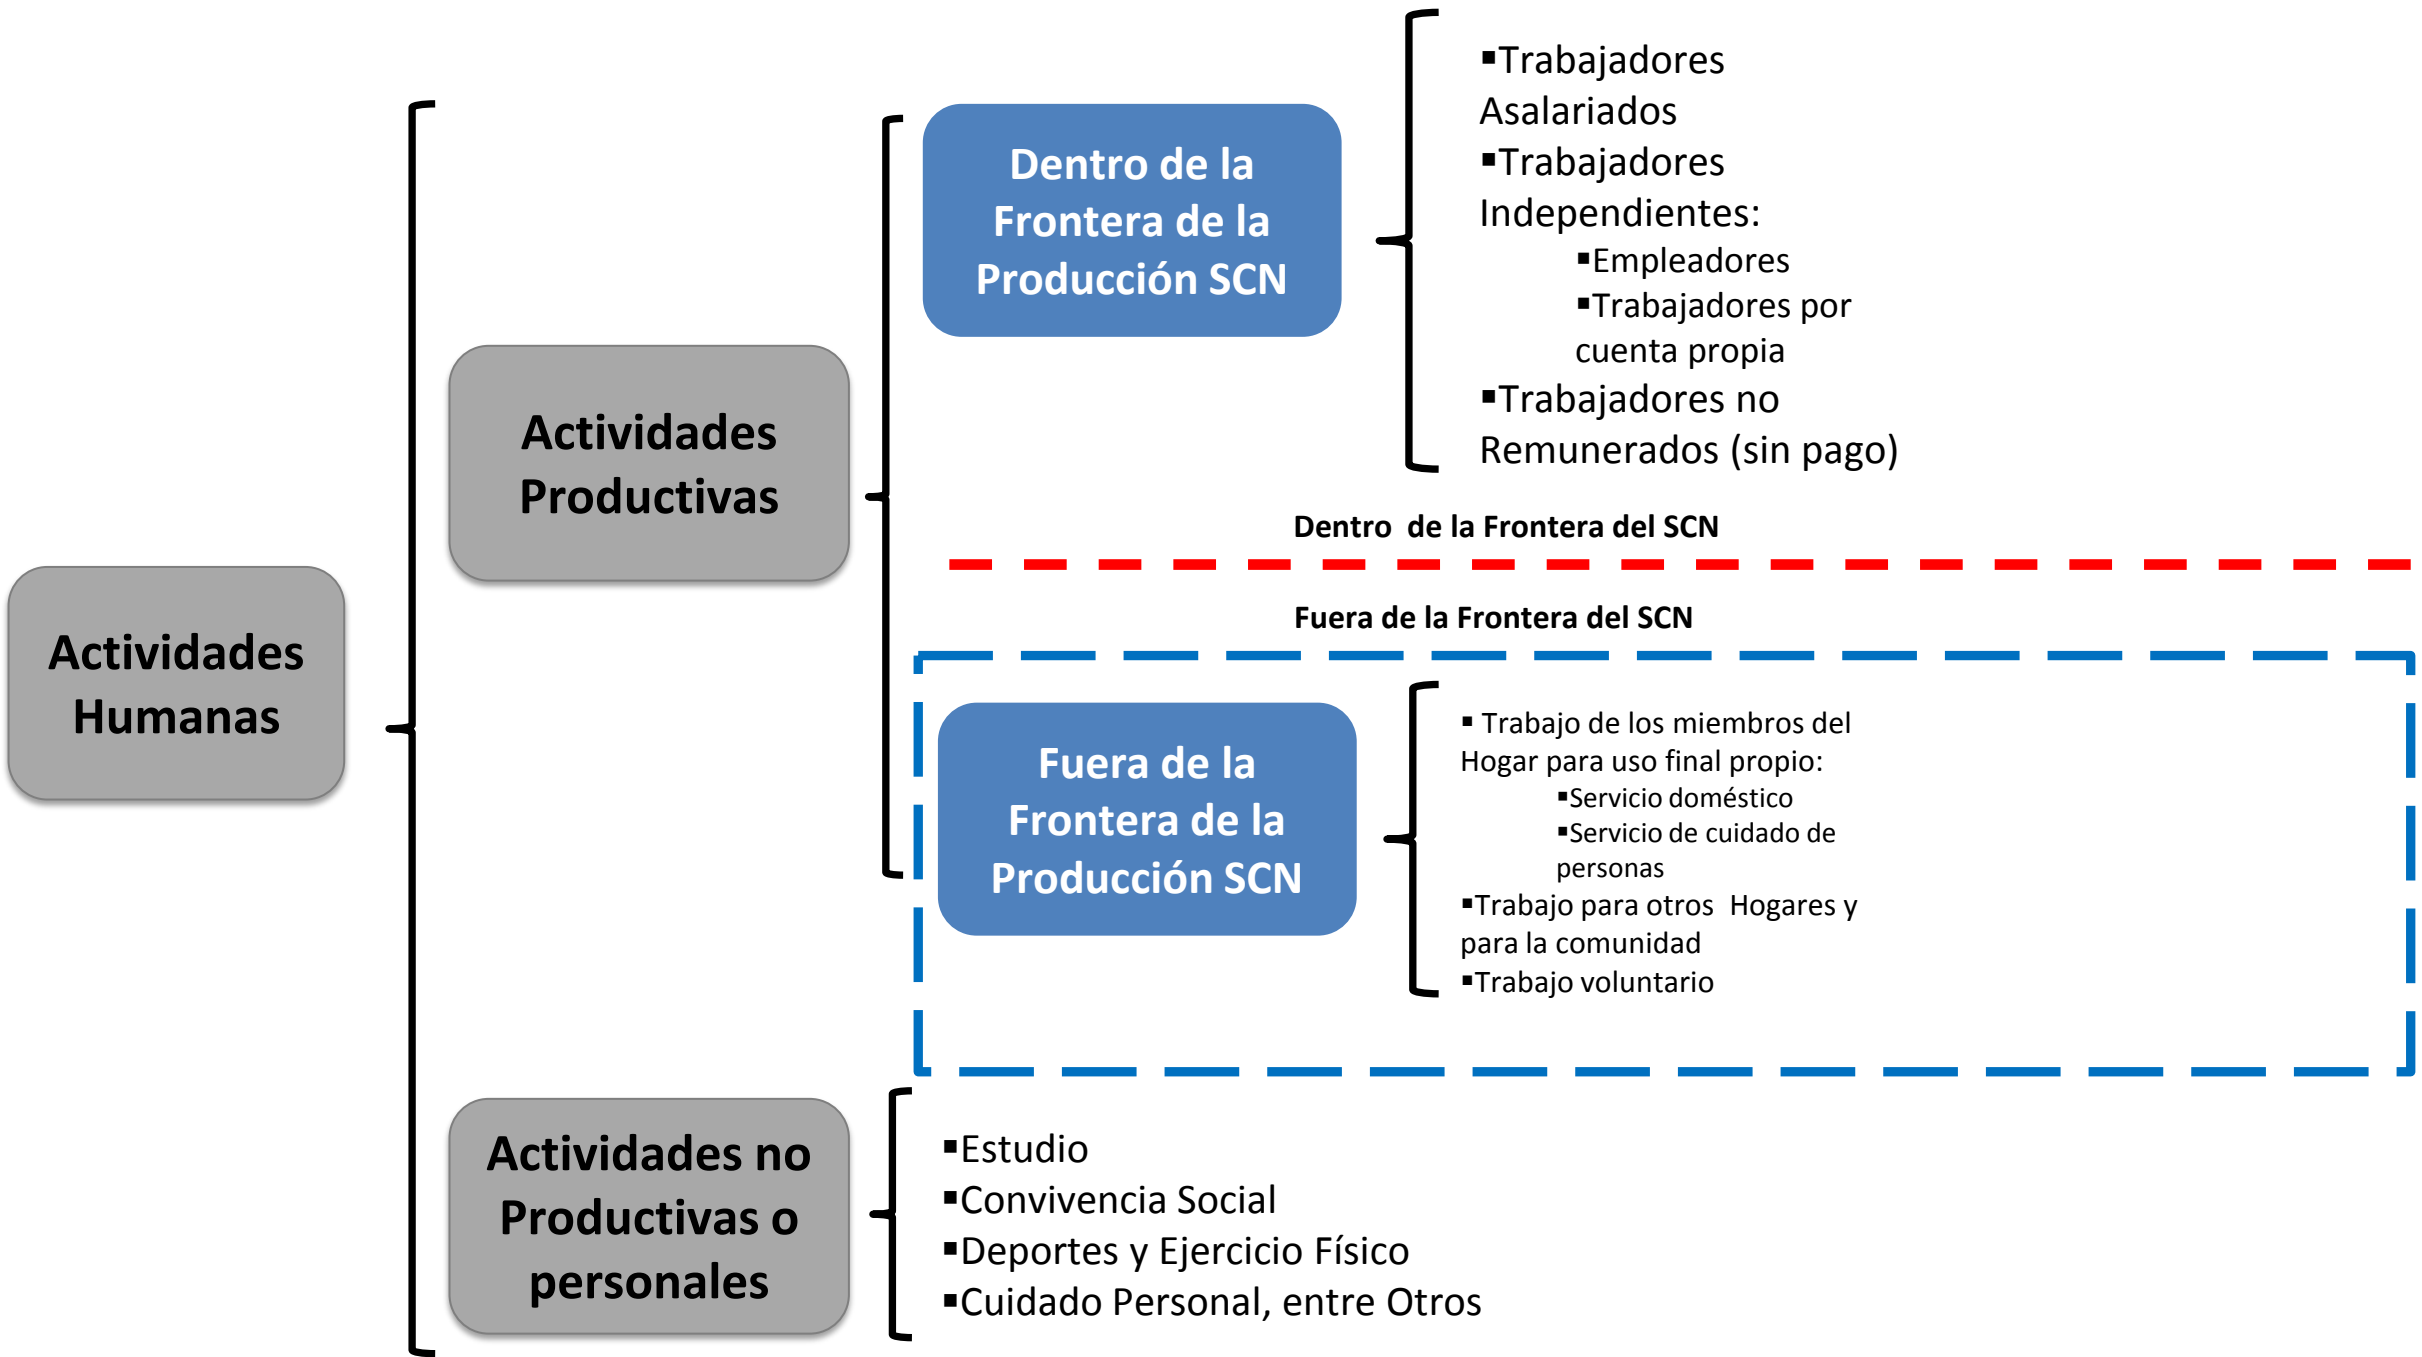 Actividades
Humanas
Actividades
Productivas
Dentro de la
Frontera de la
Producción SCN
▪Trabajadores
Asalariados
▪Trabajadores
Independientes:
▪Empleadores
▪Trabajadores por
cuenta propia
▪Trabajadores no
Remunerados (sin pago)
Dentro  de la Frontera del SCN
Fuera de la Frontera del SCN
Fuera de la
Frontera de la
Producción SCN
▪ Trabajo de los miembros del
Hogar para uso final propio:
▪Servicio doméstico
▪Servicio de cuidado de
personas
▪Trabajo para otros  Hogares y
para la comunidad
▪Trabajo voluntario
Actividades no
Productivas o
personales
▪Estudio
▪Convivencia Social
▪Deportes y Ejercicio Físico
▪Cuidado Personal, entre Otros